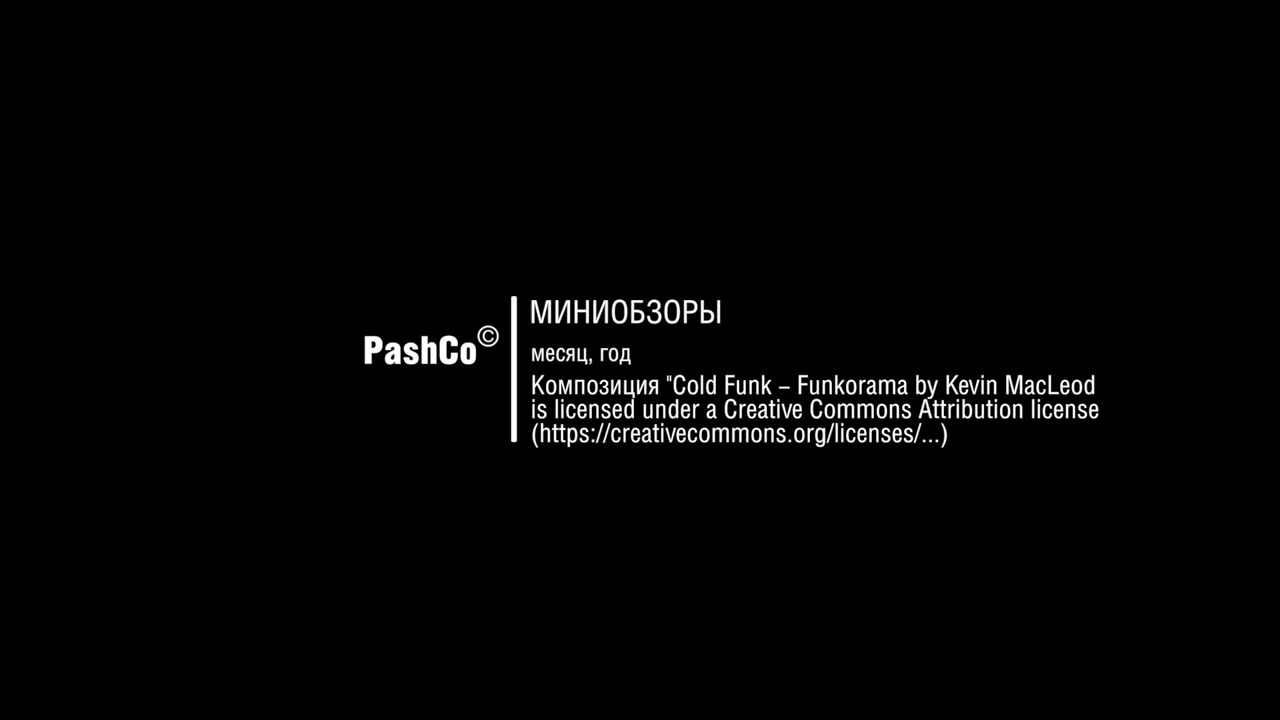 PashCo©
МИНИОБЗОРЫ
месяц, год
Композиция "Cold Funk – Funkorama by Kevin MacLeod
is licensed under a Creative Commons Attribution license
(https://creativecommons.org/licenses/...)